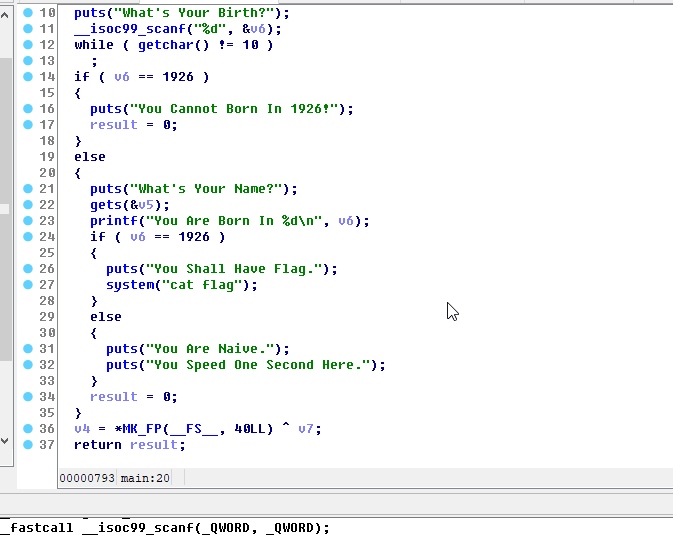 10 puts("What's Your Birth?");
11 __isoc99_scanf("%d", &v6);
12 while ( getchar() != 10 )
13 ;
14 if ( v6 == 1926 )
15 {
16 puts("You Cannot Born In 1926!");
17 result = 0;
18 }
19 else
20 {
21 puts("What's Your Name?");
22 gets(&v5);
23 printf("You Are Born In %d\n", v6);
24 if ( v6 == 1926 )
25 {
26 puts("You Shall Have Flag.");
27 system("cat flag");
28 }
29 else
30 {
31 puts("You Are Naive.");
32 puts("You Speed One Second Here.");
33 }
34 result = 0;
35 }
36 v4 = *MK_FP(__FS__, 40LL) ^ v7;
37 return result;
00000793 main:20
_fastcall __isoc99_scanf(_QWORD, _QWORD);